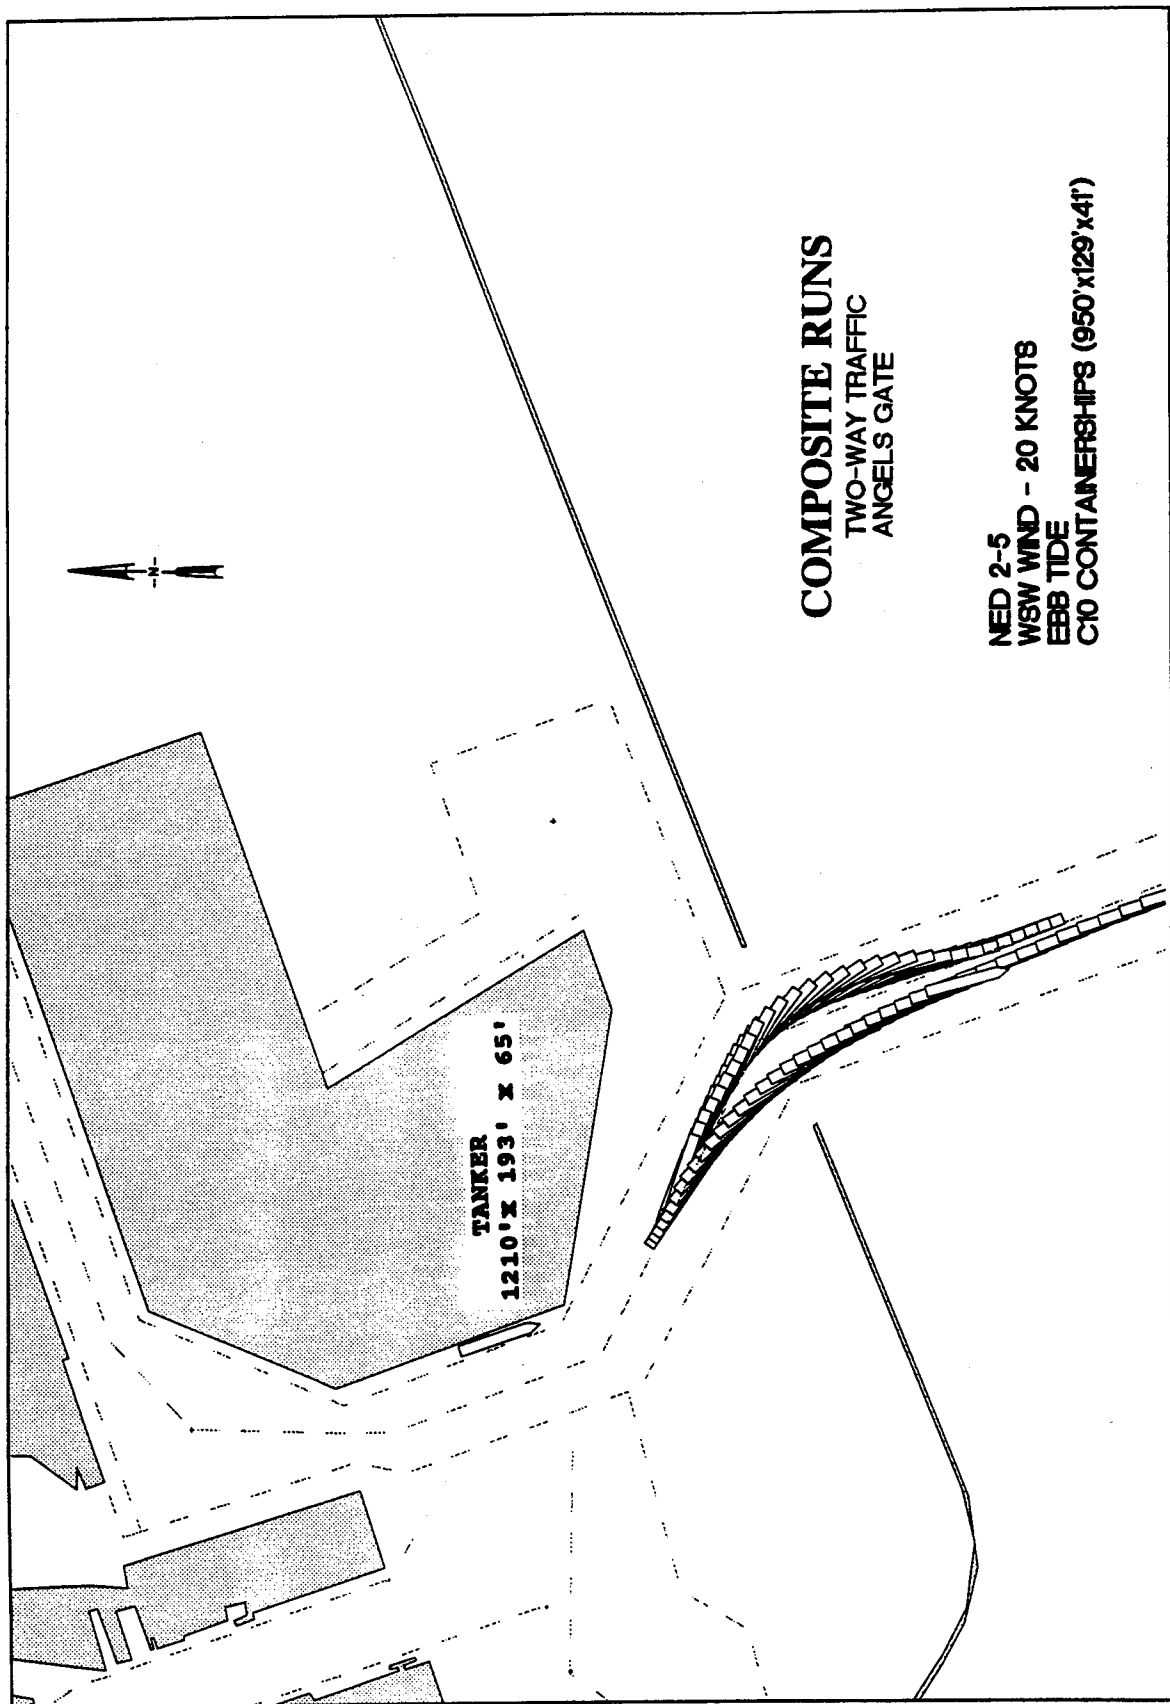 COMPOSITE RUNS
TWO-WAY TRAFFIC
ANGELS GATE
NED 2-5
WSW WIND - 20 KNOTS
EBB TIDE
C10 CONTAINERSHIPS (950'x129'x41')
TANKER
1210'x 193' x 65'
-N-